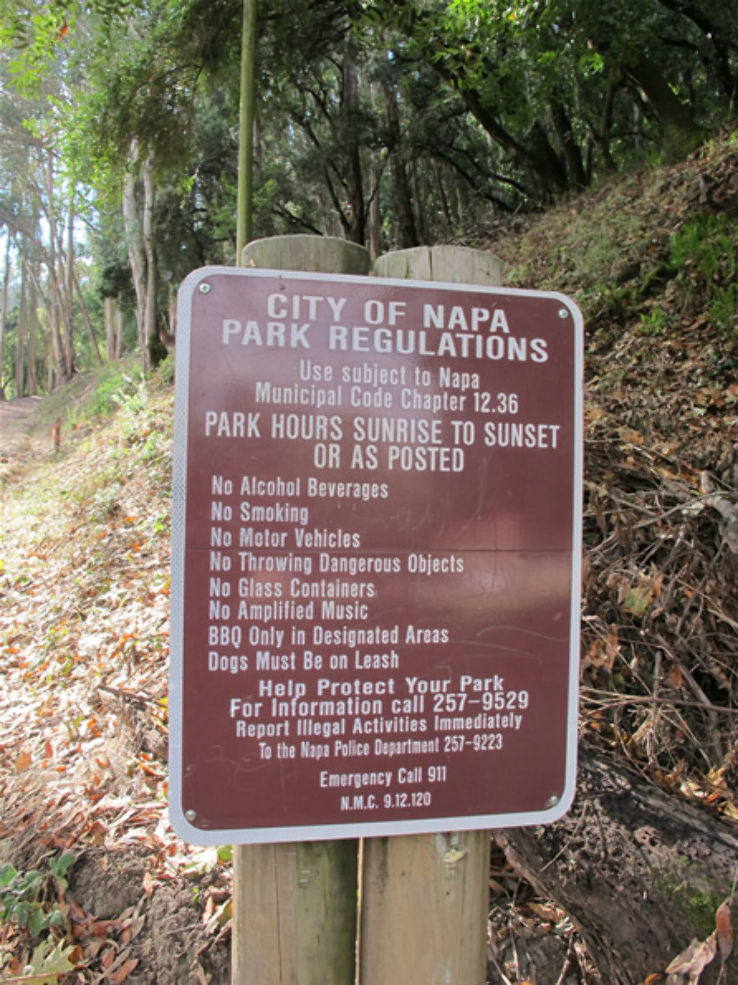 CITY OF NAPA
PARK REGULATIONS
Use subject to Napa
Municipal Code Chapter 12.36
PARK HOURS SUNRISE TO SUNSET
OR AS POSTED
No Alcohol Beverages
No Smoking
No Motor Vehicles
No Throwing Dangerous Objects
No Glass Containers
No Amplified Music
BBQ Only in Designated Areas
Dogs Must Be on Leash
Help Protect Your Park
For Information call 257-9529
Report Illegal Activities Immediately
To the Napa Police Department 257-9223
Emergency Call 911
N.M.C. 9.12.120